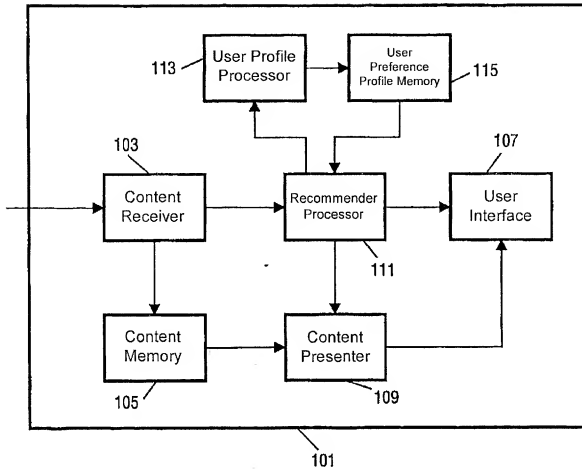 113
User Profile
Processor
User
Preference
Profile Memory
115
103
107
Content
Receiver
Recommender
Processor
User
Interface
111
Content
Memory
Content
Presenter
105
109
101